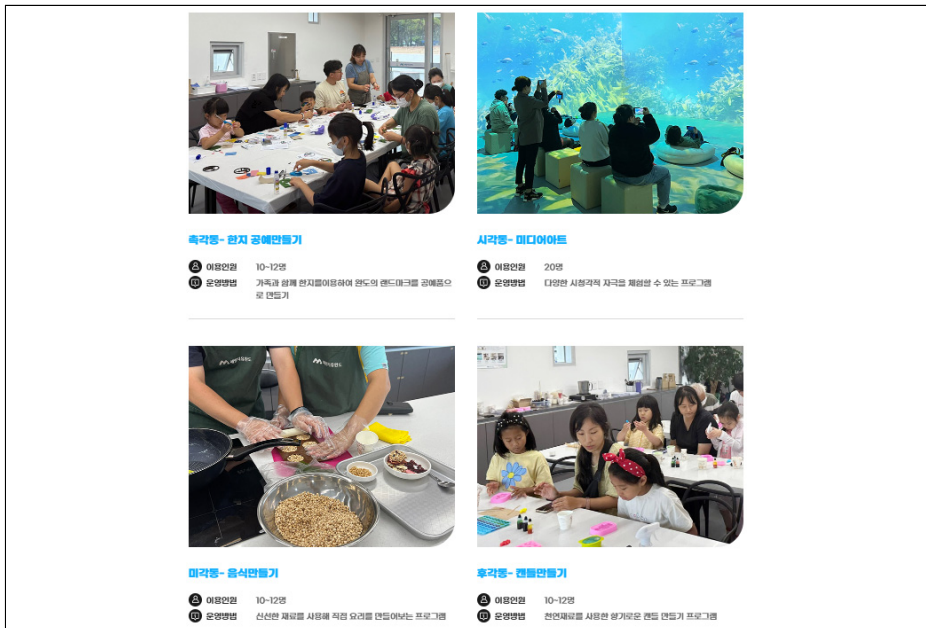 촉각동- 한지 공예만들기
이용인원 10~12명
운영방법 가족과 함께 한지를이용하여 완도의 랜드마크를 공예품으
로 만들기
시각동- 미디어아트
이용인원 20명
운영방법 다양한 시청각적 자극을 체험할 수 있는 프로그램
미각동- 음식만들기
이용인원 10~12명
운영방법 신선한 재료를 사용해 직접 요리를 만들어보는 프로그램
후각동- 캔들만들기
이용인원 10~12명
운영방법 천연재료를 사용한 향기로운 캔들 만들기 프로그램